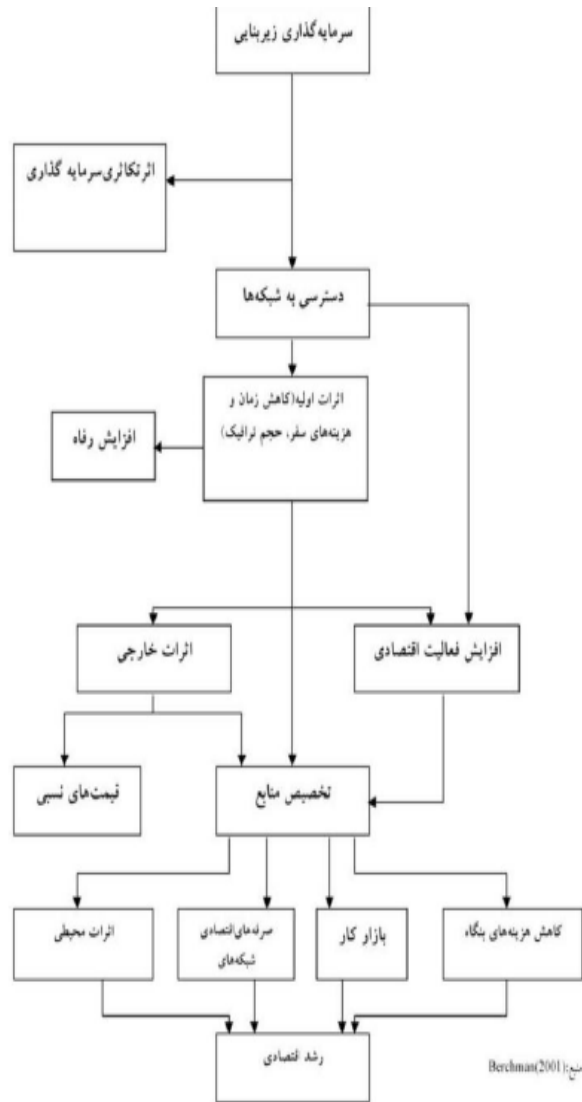 سرمایه‌گذاری زیربنایی
اثرتکاثری‌سرمایه گذاری
دسترسی به شبکه‌ها
اثرات اولیه(کاهش زمان و
هزینه‌های سفر، حجم ترافیک)
افزایش رفاه
افزایش فعالیت اقتصادی
اثرات خارجی
تخصیص منابع
قیمت‌های نسبی
کاهش هزینه‌های بنگاه
بازار کار
صرفه‌های‌اقتصادی
شبکه‌های
اثرات محیطی
رشد اقتصادی
منبع:Berchman(2001)